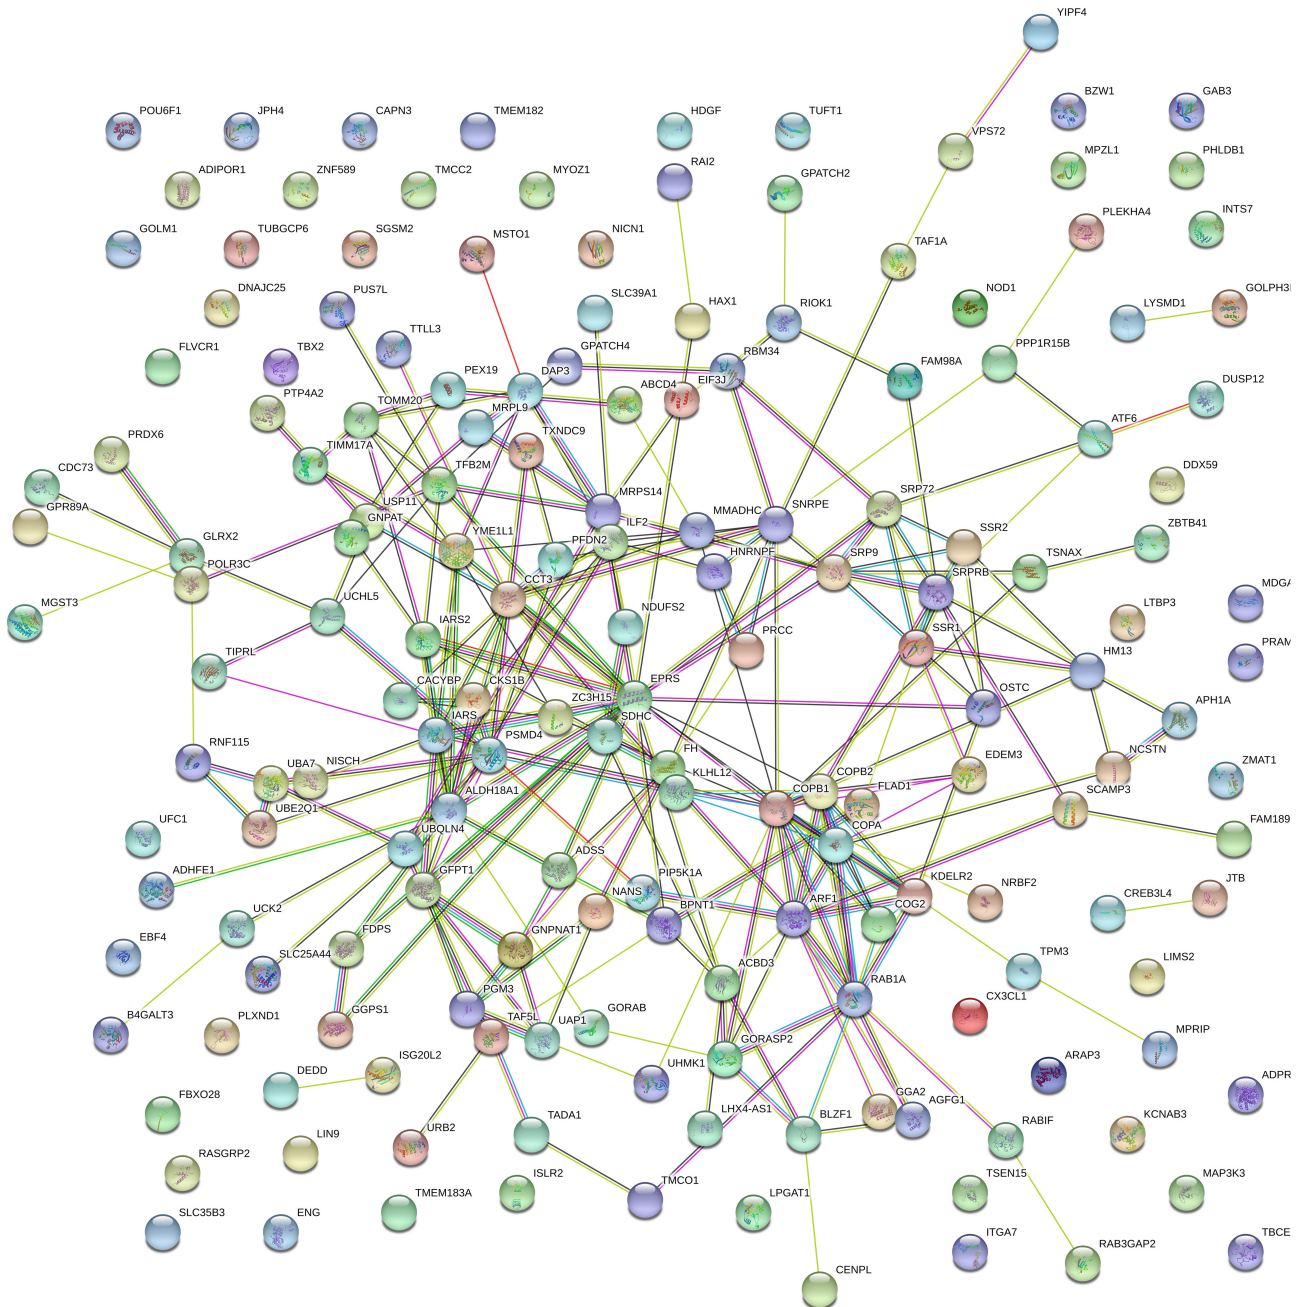 YIPF4
POU6F1
JPH4
CAPN3
TMEM182
HDGF
TUFT1
BZW1
GAB3
VPS72
ADIPOR1
ZNF589
TMCC2
MYOZ1
RAI2
GPATCH2
MPZL1
PHLDB1
GOLM1
TUBGCP6
SGSM2
MSTO1
NICN1
TAF1A
PLEKHA4
INTS7
DNAJC25
PUS7L
SLC39A1
HAX1
RIOK1
NOD1
LYSMD1
GOLPH3
FLVCR1
TBX2
TTLL3
GPATCH4
RBM34
FAM98A
PPP1R15B
PEX19
DAP3
ABCD4
EIF3J
DUSP12
PTP4A2
TOMM20
MRPL9
ATF6
PRDX6
TIMM17A
TXNDC9
CDC73
TFB2M
DDX59
GPR89A
USP11
MRPS14
SRP72
GNPAT
ILF2
MMADHC
SNRPE
SSR2
ZBTB41
GLRX2
YME1L1
PFDN2
HNRNPF
SRP9
TSNAX
POLR3C
CCT3
SRPRB
MGST3
UCHL5
NDUFS2
LTBP3
MDGA
IARS2
PRCC
SSR1
HM13
PRAM
TIPRL
CACYBP
CKS1B
ZC3H15
EPRS
OSTC
APH1A
IARS
SDHC
RNF115
PSMD4
FH
EDEM3
NCSTN
ZMAT1
UBA7
NISCH
KLHL12
COPB2
SCAMP3
UBE2Q1
ALDH18A1
COPB1
FLAD1
UFC1
UBQLN4
COPA
FAM189
ADHFE1
GFPT1
ADSS
PIP5K1A
KDELR2
NRBF2
CREB3L4
JTB
UCK2
NANS
BPNT1
ARF1
COG2
EBF4
SLC25A44
FDPS
GNPNAT1
TPM3
LIMS2
ACBD3
RAB1A
B4GALT3
PLXND1
GGPS1
PGM3
TAF5L
UAP1
GORAB
CX3CL1
MPRIP
GORASP2
ISG20L2
DEDD
UHMK1
ARAP3
ADPR
FBXO28
LIN9
URB2
TADA1
LHX4-AS1
BLZF1
GGA2
AGFG1
RABIF
KCNAB3
RASGRP2
ISLR2
TSEN15
MAP3K3
SLC35B3
ENG
TMEM183A
TMCO1
LPGAT1
ITGA7
RAB3GAP2
TBCE
CENPL